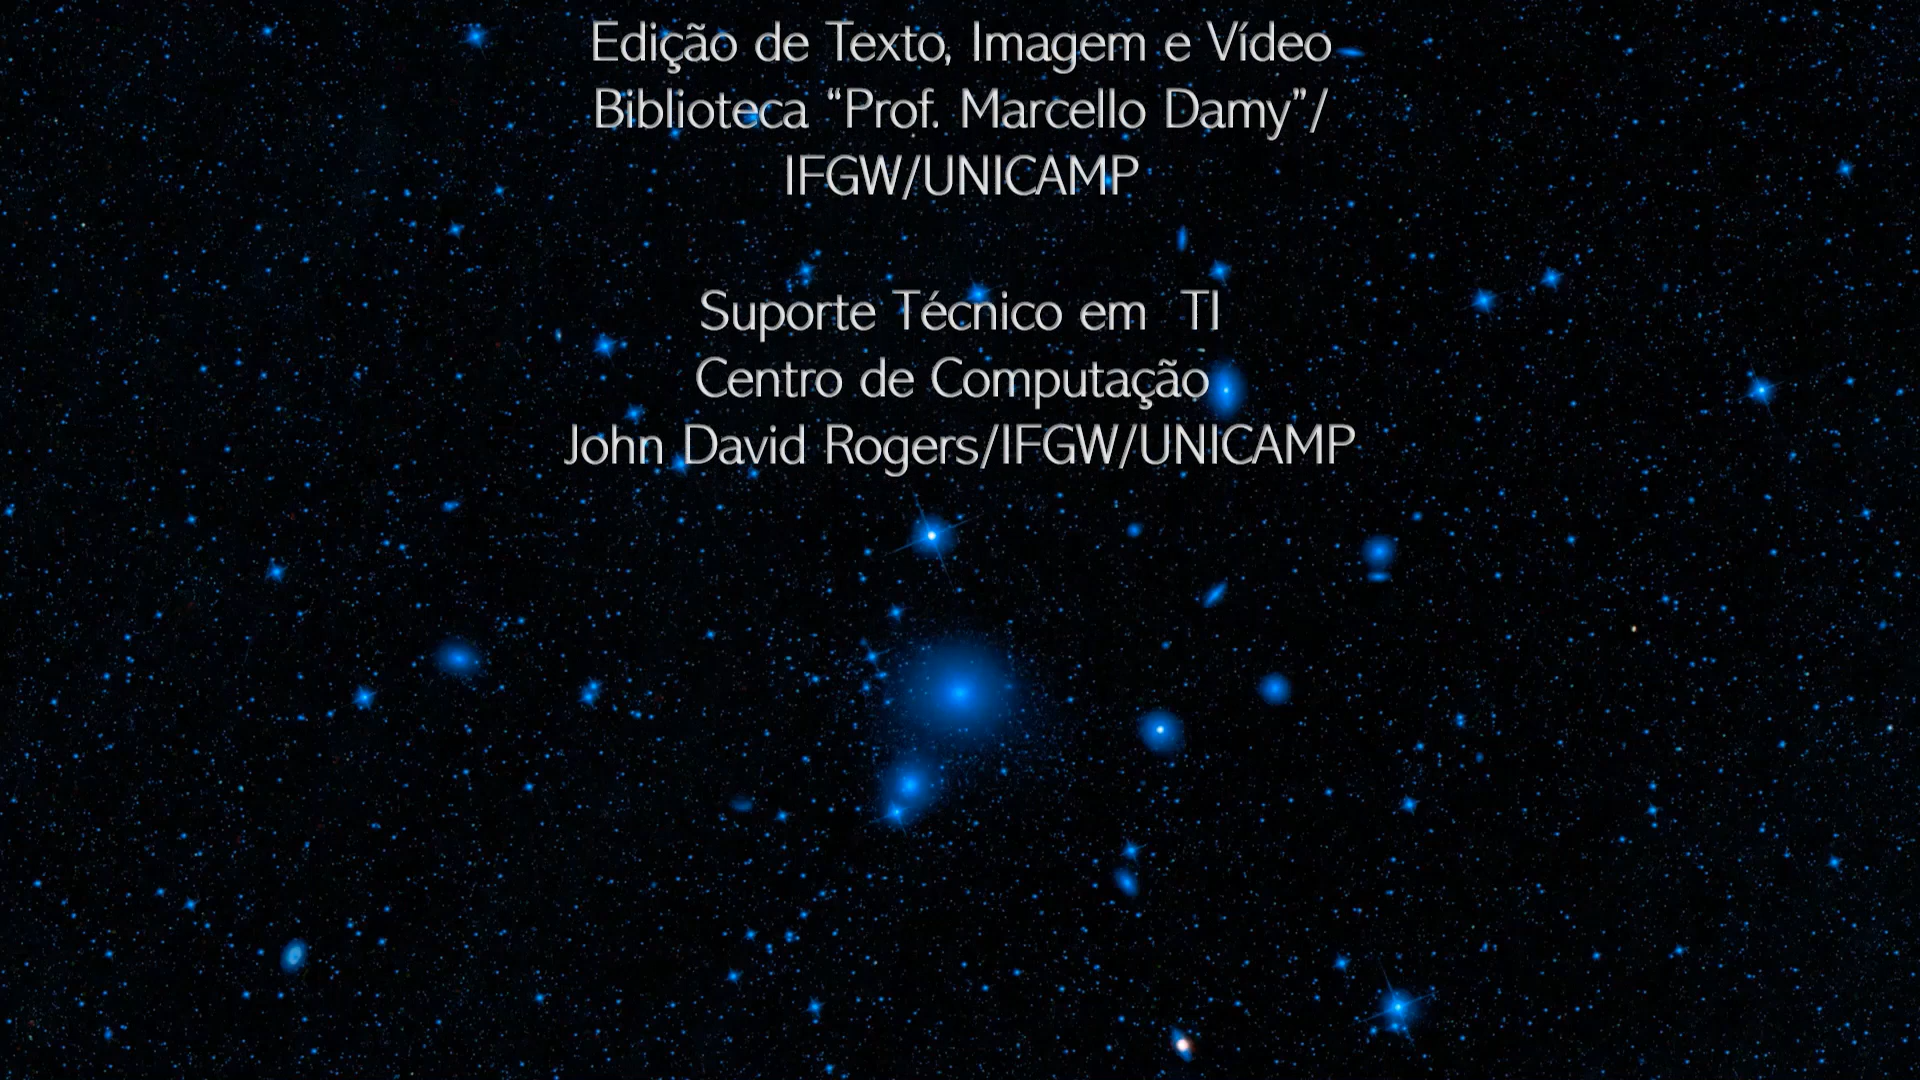 Edição de Texto, Imagem e Vídeo
Biblioteca “Prof. Marcello Damy”/
IFGW/UNICAMP
Suporte Técnico em  TI
Centro de Computação
John David Rogers/IFGW/UNICAMP